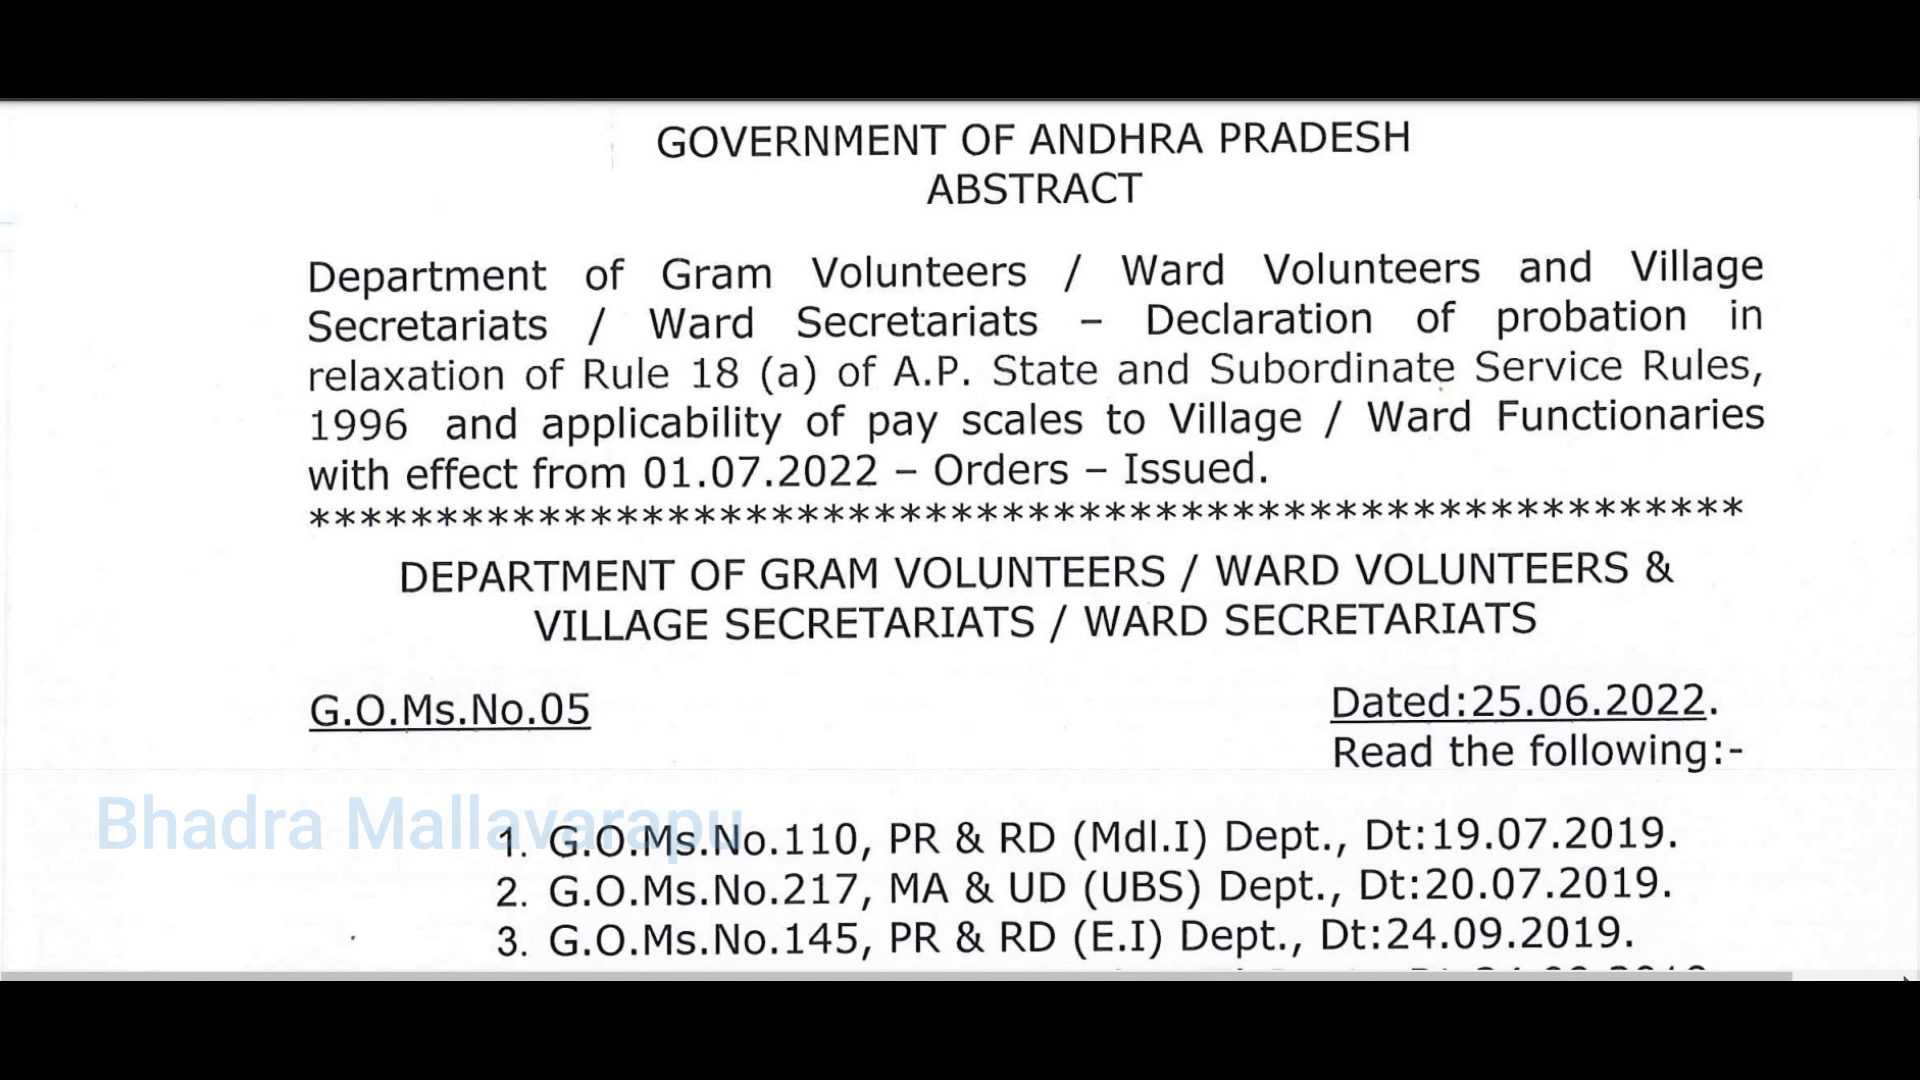 GOVERNMENT OF ANDHRA PRADESH
ABSTRACT
Department of Gram Volunteers / Ward Volunteers and Village
Secretariats / Ward Secretariats – Declaration of probation in
relaxation of Rule 18 (a) of A.P. State and Subordinate Service Rules,
1996 and applicability of pay scales to Village / Ward Functionaries
with effect from 01.07.2022 – Orders – Issued.
********************************************************
DEPARTMENT OF GRAM VOLUNTEERS / WARD VOLUNTEERS &
VILLAGE SECRETARIATS / WARD SECRETARIATS
G.O.Ms.No.05 Dated:25.06.2022.
Read the following:-
Bhadra Mallavarapu
1. G.O.Ms.No.110, PR & RD (Mdl.I) Dept., Dt:19.07.2019.
2. G.O.Ms.No.217, MA & UD (UBS) Dept., Dt:20.07.2019.
3. G.O.Ms.No.145, PR & RD (E.I) Dept., Dt:24.09.2019.